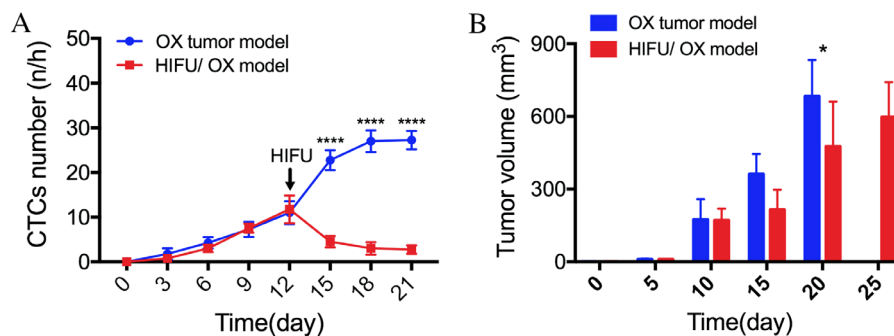 A
OX tumor model
HIFU/ OX model
CTCs number (n/h)
50
40
30
20
10
0
HIFU
****
****
****
0
3
6
9
12
15
18
21
Time(day)
B
OX tumor model
HIFU/ OX model
Tumor volume (mm³)
900
600
300
0
*
0
5
10
15
20
25
Time(day)